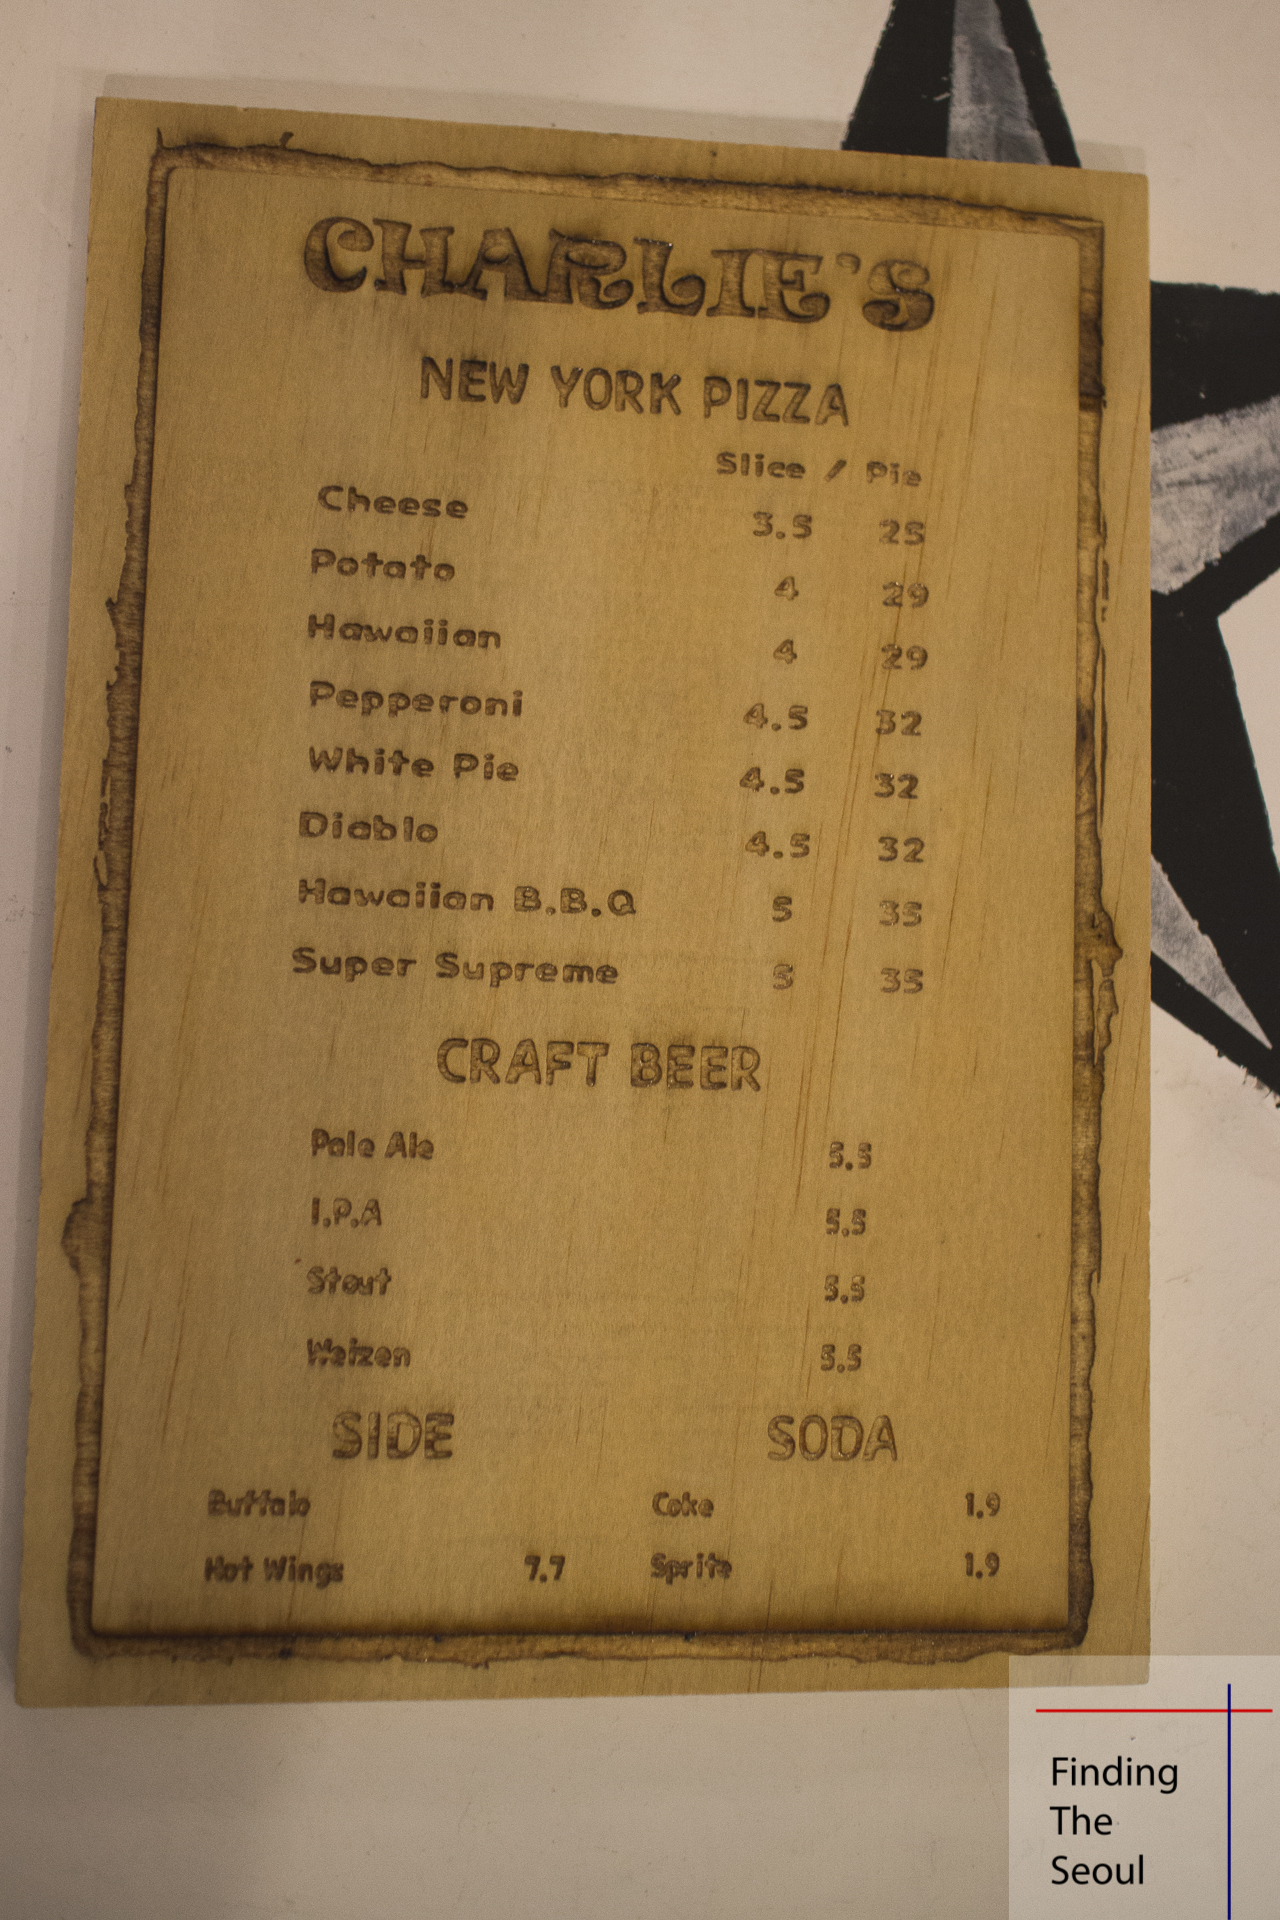 CHARLIE'S
NEW YORK PIZZA
Slice / Pie
Cheese 3.5 25
Potato 4 29
Hawaiian 4 29
Pepperoni 4.5 32
White Pie 4.5 32
Diablo 4.5 32
Hawaiian B.B.Q 5 35
Super Supreme 5 35
CRAFT BEER
Pale Ale 5.5
I.P.A 5.5
Stout 5.5
Weizen 5.5
SIDE SODA
Buffalo Coke 1.9
Hot Wings 7.7 Sprite 1.9
Finding
The
Seoul